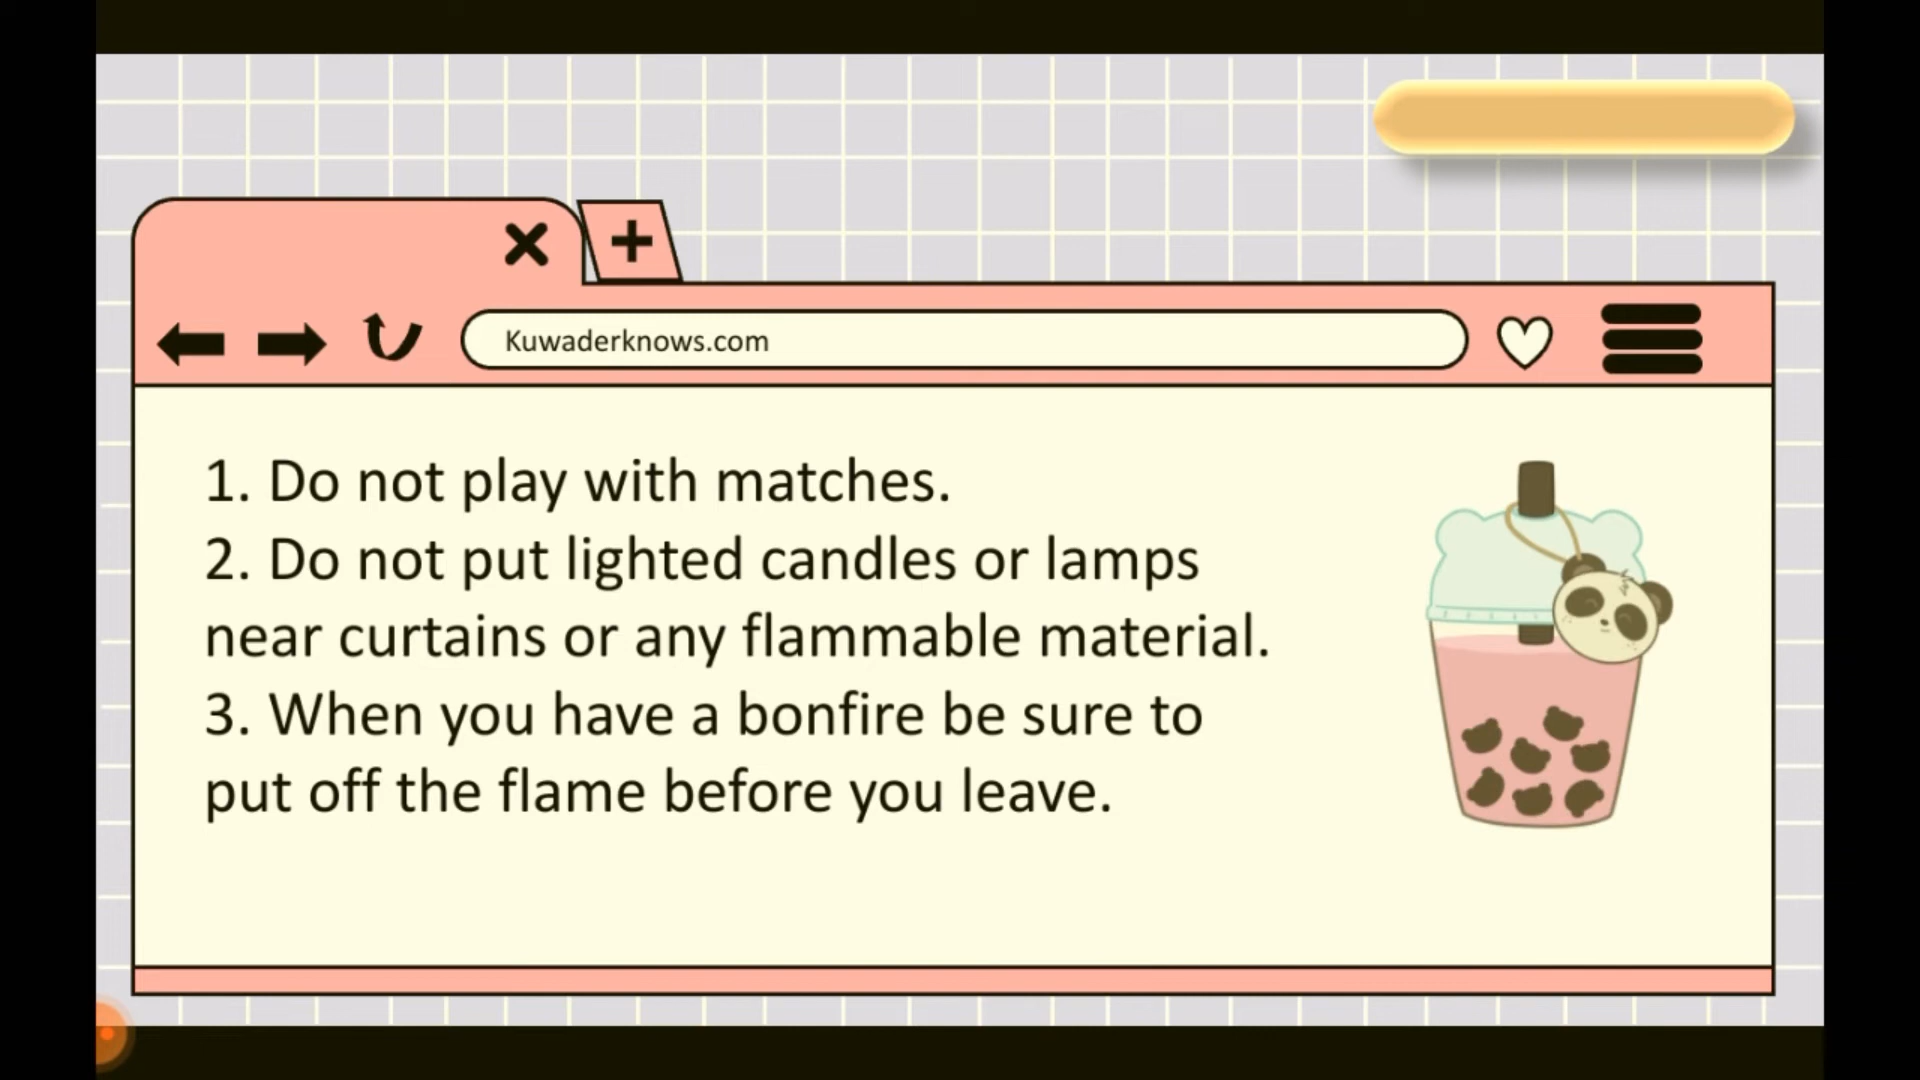 Kuwaderknows.com
1. Do not play with matches.
2. Do not put lighted candles or lamps
near curtains or any flammable material.
3. When you have a bonfire be sure to
put off the flame before you leave.